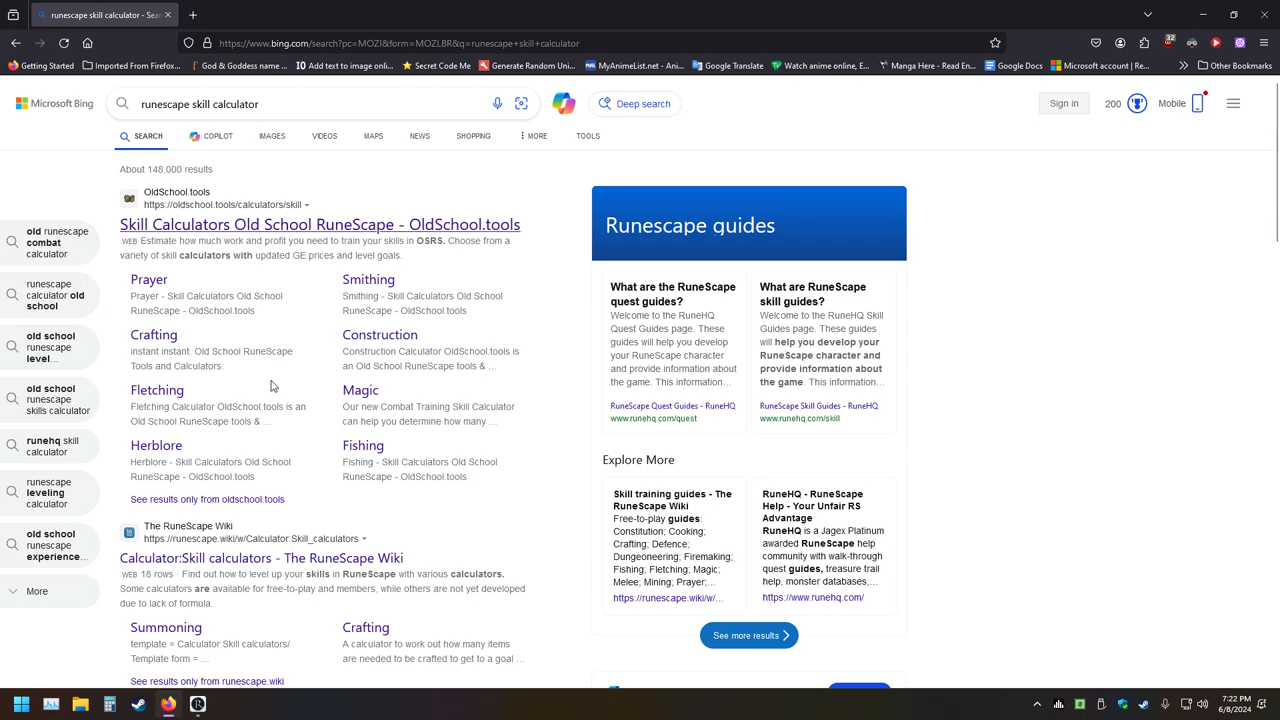 runescape skill calculator - Sea
https://www.bing.com/search?pc=MOZI&form=MOZLBR&q=runescape+skill+calculator
32
Getting Started
Imported From Firefox...
God & Goddess name ...
Add text to image onl...
Secret Code Me
Generate Random Uni...
MyAnimeList.net - Ani...
Google Translate
Watch anime online, E...
Manga Here - Read En...
Google Docs
Microsoft account | Re...
Other Bookmarks
Microsoft Bing
runescape skill calculator
Deep search
Sign in
200
Mobile
SEARCH
COPILOT
IMAGES
VIDEOS
MAPS
NEWS
SHOPPING
MORE
TOOLS
About 148,000 results
old runescape
combat
calculator
runescape
calculator old
school
old school
runescape
level...
old school
runescape
skills calculator
runehq skill
calculator
runescape
leveling
calculator
old school
runescape
experience...
More
OldSchool.tools
https://oldschool.tools/calculators/skill
Skill Calculators Old School RuneScape - OldSchool.tools
WEB Estimate how much work and profit you need to train your skills in OSRS. Choose from a
variety of skill calculators with updated GE prices and level goals.
Prayer
Prayer - Skill Calculators Old School
RuneScape - OldSchool.tools
Smithing
Smithing - Skill Calculators Old School
RuneScape - OldSchool.tools
Crafting
instant instant. Old School RuneScape
Tools and Calculators.
Construction
Construction Calculator OldSchool.tools is
an Old School RuneScape tools & ...
Fletching
Fletching Calculator OldSchool.tools is an
Old School RuneScape tools & ...
Magic
Our new Combat Training Skill Calculator
can help you determine how many ...
Herblore
Herblore - Skill Calculators Old School
RuneScape - OldSchool.tools
Fishing
Fishing - Skill Calculators Old School
RuneScape - OldSchool.tools
See results only from oldschool.tools
The RuneScape Wiki
https://runescape.wiki/w/Calculator:Skill_calculators
Calculator:Skill calculators - The RuneScape Wiki
WEB 18 rows · Find out how to level up your skills in RuneScape with various calculators.
Some calculators are available for free-to-play and members, while others are not yet developed
due to lack of formula.
Summoning
template = Calculator:Skill calculators/
Template form = ...
Crafting
A calculator to work out how many items
are needed to be crafted to get to a goal ...
See results only from runescape.wiki
Runescape guides
What are the RuneScape
quest guides?
Welcome to the RuneHQ
Quest Guides page. These
guides will help you develop
your RuneScape character
and provide information about
the game. This information...
RuneScape Quest Guides - RuneHQ
www.runehq.com/quest
What are the RuneScape
skill guides?
Welcome to the RuneHQ Skill
Guides page. These guides
will help you develop your
RuneScape character and
provide information about
the game. This information...
RuneScape Skill Guides - RuneHQ
www.runehq.com/skill
Explore More
Skill training guides - The
RuneScape Wiki
Free-to-play guides:
Constitution; Cooking;
Crafting; Defence;
Dungeoneering; Firemaking;
Fishing; Fletching; Magic;
Melee; Mining; Prayer;...
https://runescape.wiki/w/...
RuneHQ - RuneScape
Help - Your Unfair RS
Advantage
RuneHQ is a Jagex Platinum
awarded RuneScape help
community with walk-through
quest guides, treasure trail
help, monster databases,...
https://www.runehq.com/
See more results
7:22 PM
6/8/2024